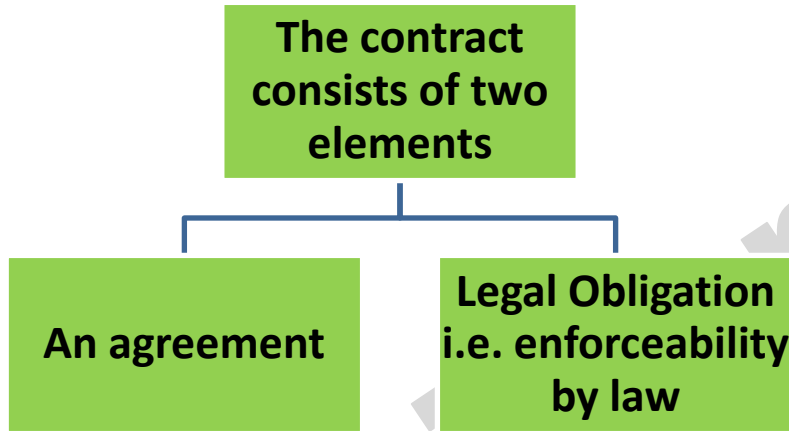 The contract
consists of two
elements
An agreement
Legal Obligation
i.e. enforceability
by law